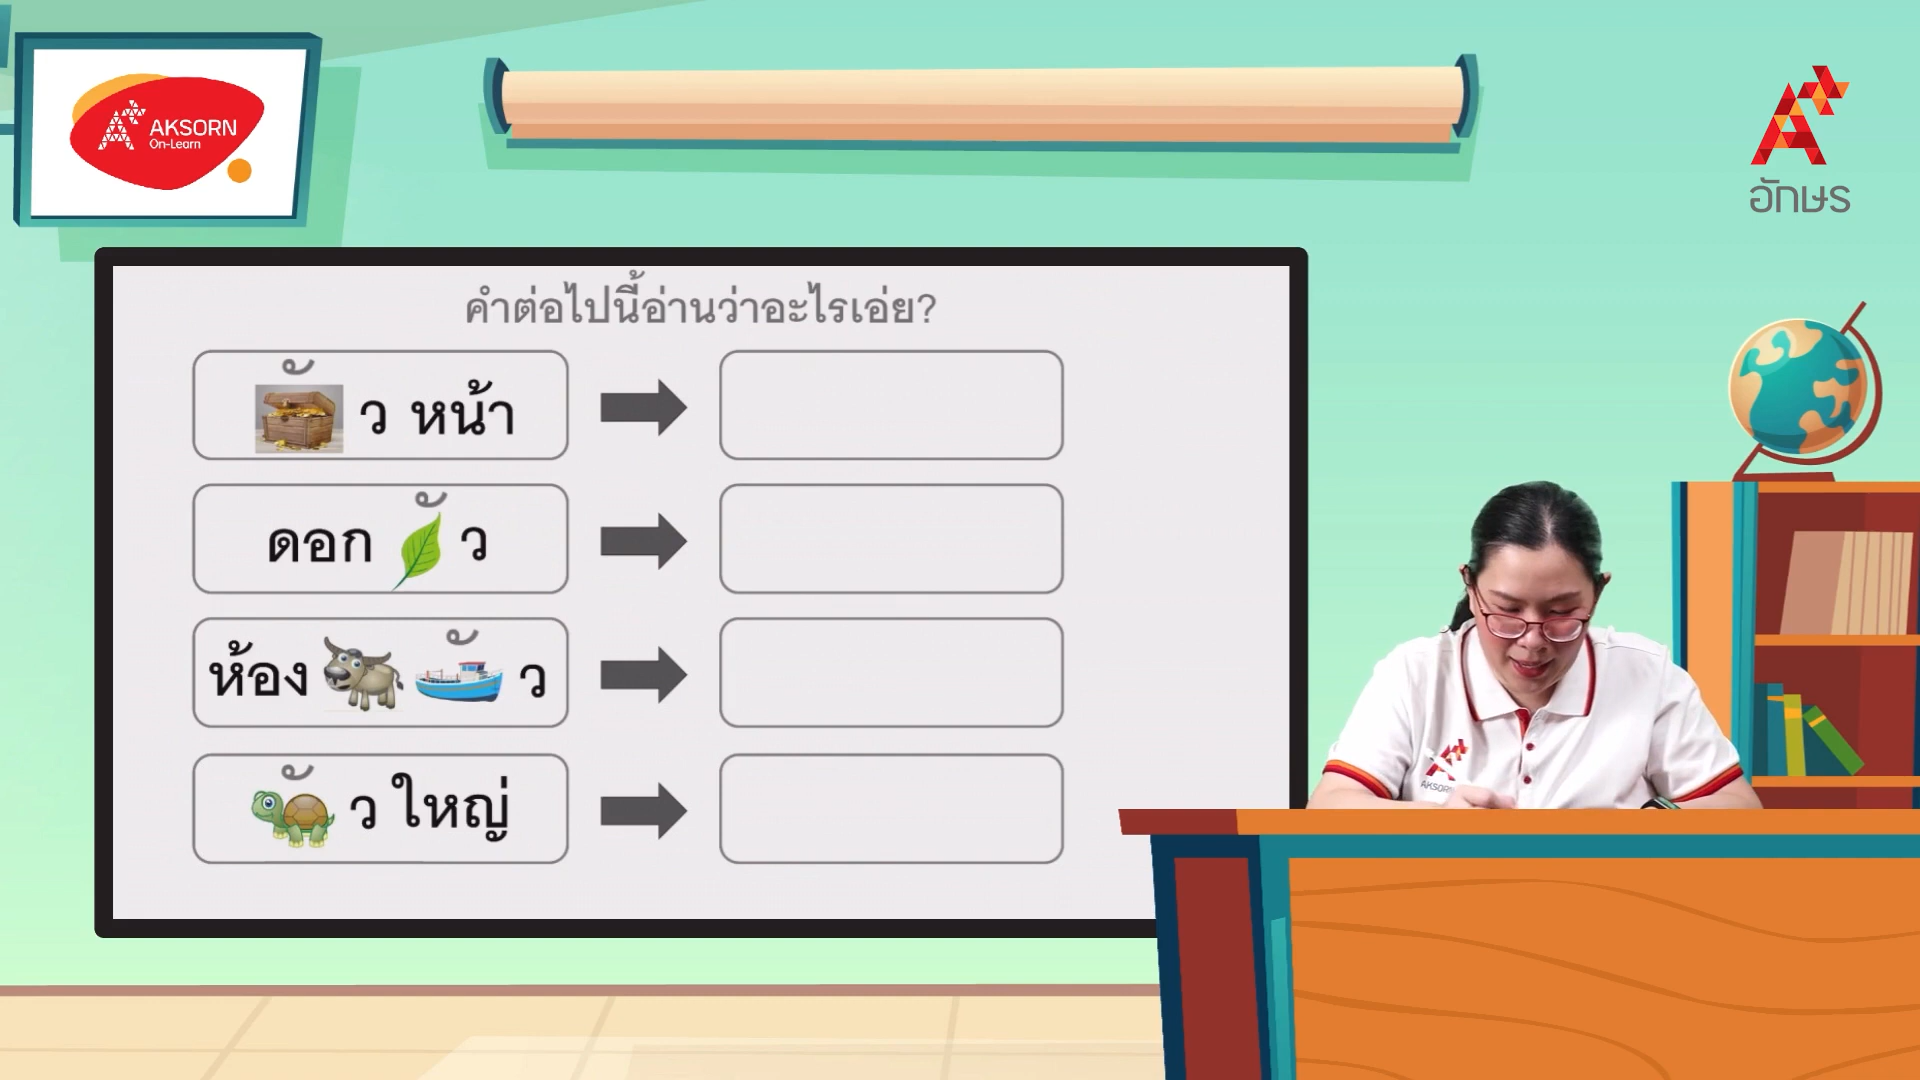 AKSORN
On-Learn
อักษร
คำต่อไปนี้อ่านว่าอะไรเอ่ย?
ั ว หน้า
ดอก ั ว
ห้อง ั ว
ั ว ใหญ่
AKSORN